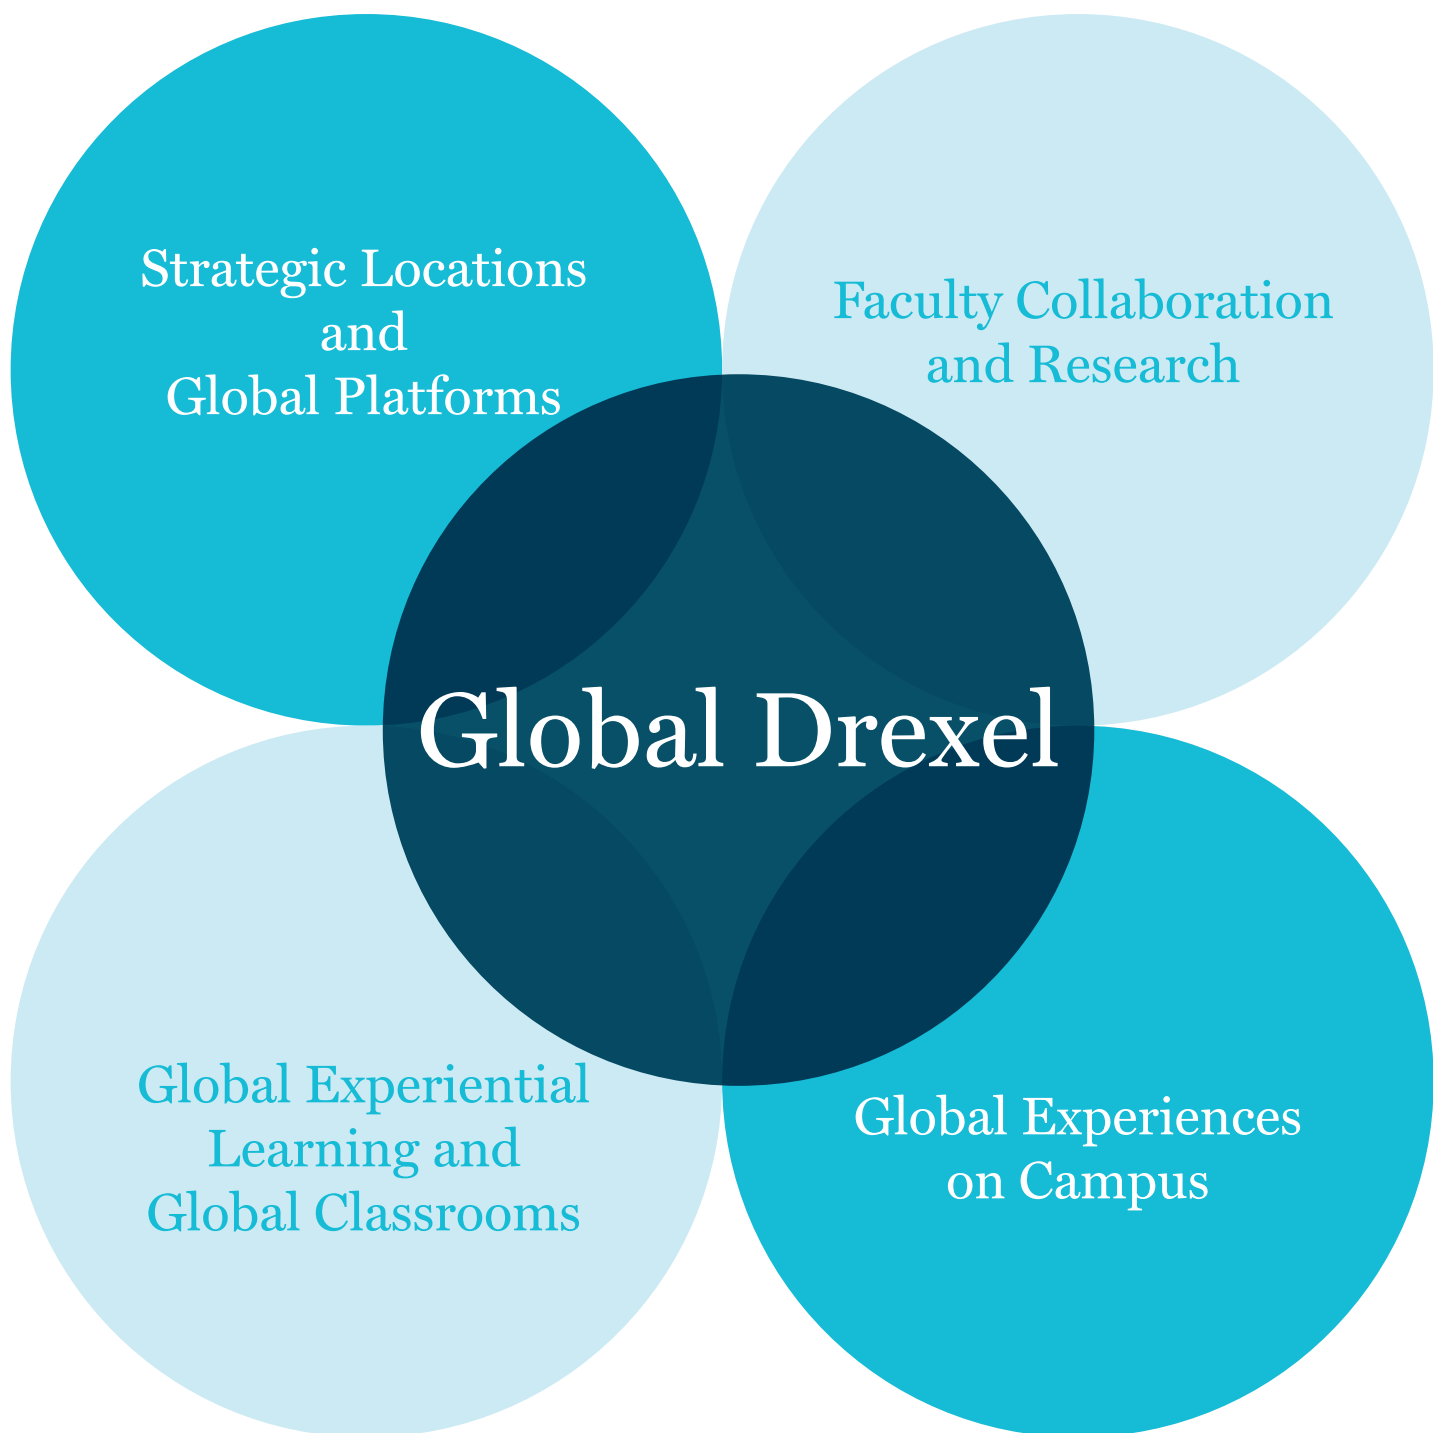 Strategic Locations
and
Global Platforms
Faculty Collaboration
and Research
Global Drexel
Global Experiential
Learning and
Global Classrooms
Global Experiences
on Campus